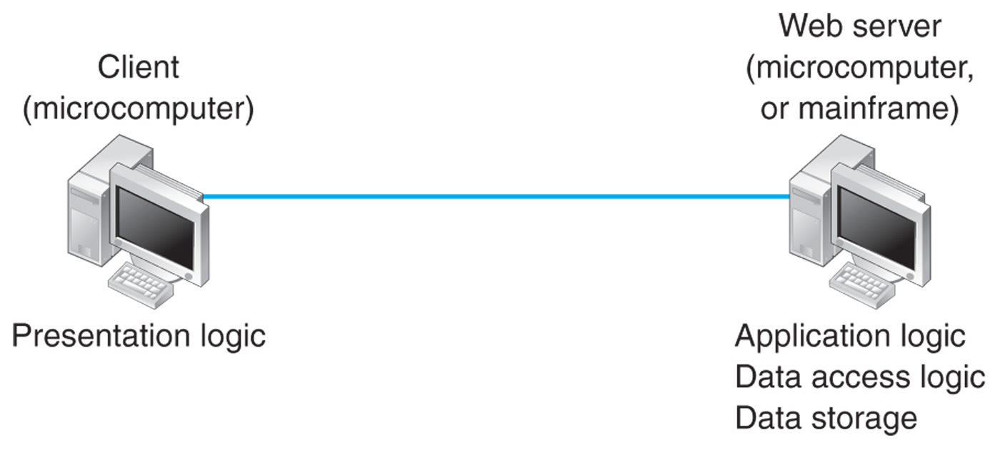 Client
(microcomputer)
Web server
(microcomputer,
or mainframe)
Presentation logic
Application logic
Data access logic
Data storage